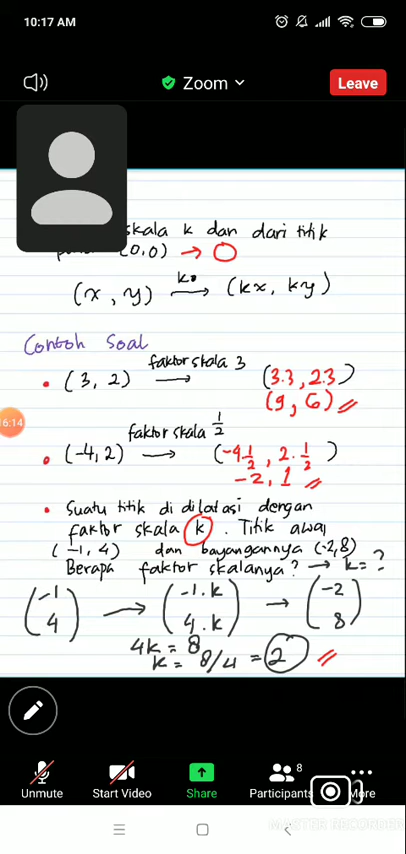 10:17 AM
Zoom
Leave
skala k dan dari titik
(0,0) → O
(x, y) → (kx, ky)
Contoh Soal
faktor skala 3
• (3, 2) → (3.3, 2.3)
(9, 6)
16:14
faktor skala 1/2
• (-4, 2) → (-4.1/2, 2.1/2)
-2, 1
• Suatu titik di dilatasi dengan
faktor skala k. Titik awal
(-1, 4) dan bayangannya (-2,8)
Berapa faktor skalanya? → k= ?
(-1 4) → (-1.k 4.k) → (-2 8)
4k = 8
k = 8/4 = 2
Unmute
Start Video
Share
Participants 8
More
MASTER RECORDER